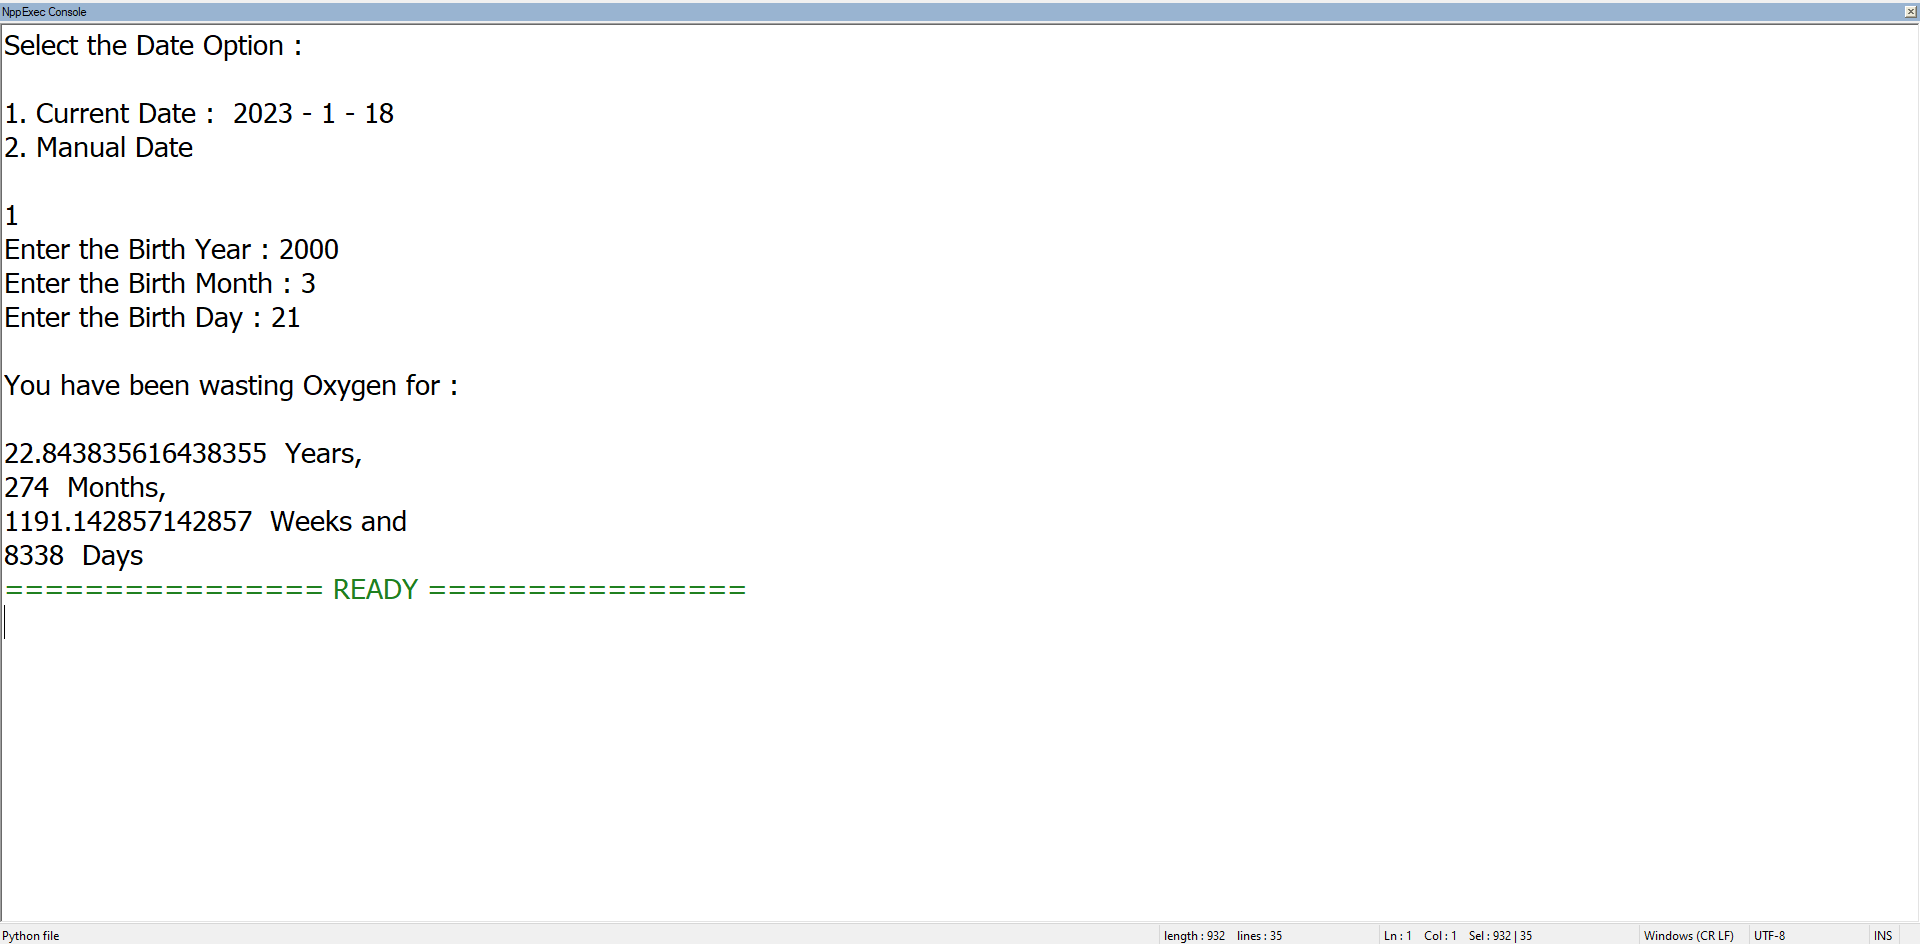 NppExec Console
Select the Date Option :
1. Current Date :  2023 - 1 - 18
2. Manual Date
1
Enter the Birth Year : 2000
Enter the Birth Month : 3
Enter the Birth Day : 21
You have been wasting Oxygen for :
22.843835616438355  Years,
274  Months,
1191.142857142857  Weeks and
8338  Days
================ READY ================
Python file length : 932 lines : 35 Ln : 1 Col : 1 Sel : 932 | 35 Windows (CR LF) UTF-8 INS